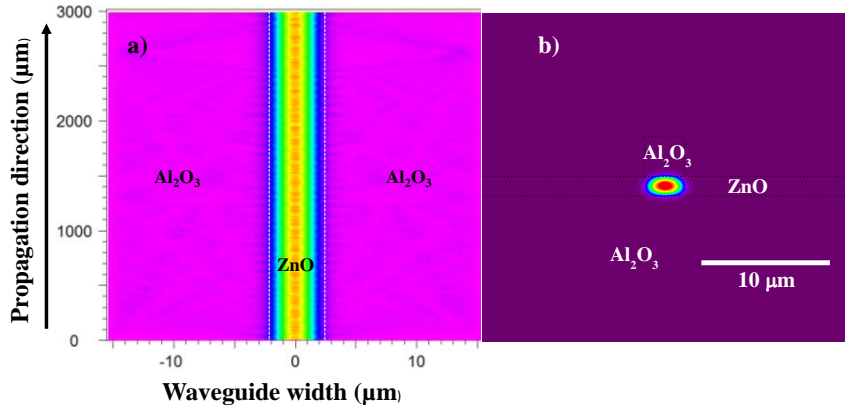 Propagation direction (µm)
3000
2000
1000
0
a)
Al₂O₃
Al₂O₃
ZnO
-10
0
10
Waveguide width (µm)
b)
Al₂O₃
ZnO
Al₂O₃
10 µm